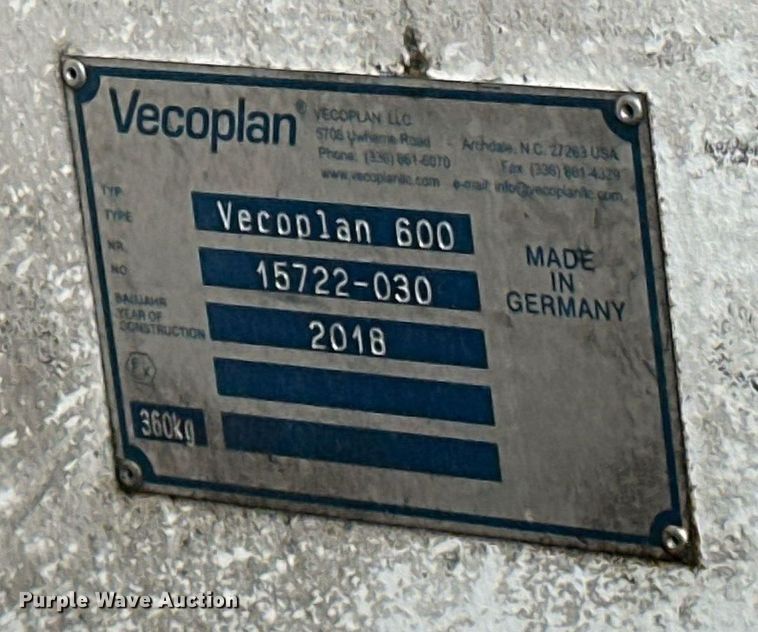 Vecoplan®
VECOPLAN LLC
5708 Uwharrie Road - Archdale, N.C. 27263 USA
Phone: (336) 861-6070 Fax (336) 861-4329
www.vecoplanllc.com e-mail: info@vecoplanllc.com
TYP
TYPE
Vecoplan 600
NR.
NO
15722-030
BAUJAHR
YEAR OF
CONSTRUCTION
2018
MADE
IN
GERMANY
Ex
360kg
Purple Wave Auction